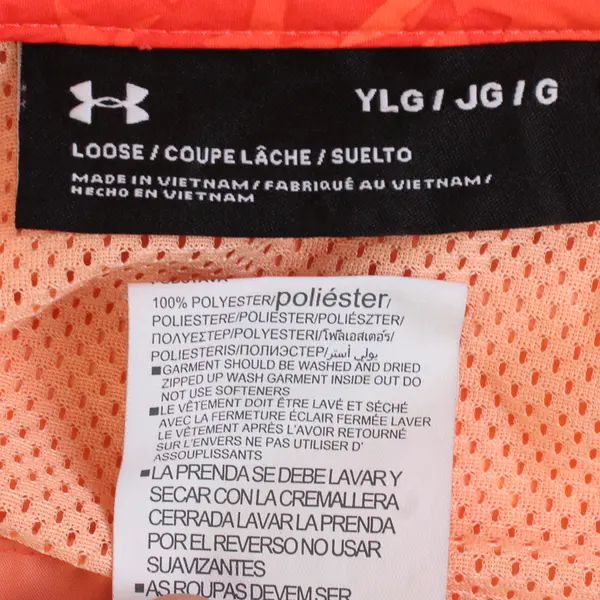 YLG / JG / G
LOOSE / COUPE LÂCHE / SUELTO
MADE IN VIETNAM / FABRIQUÉ AU VIETNAM /
HECHO EN VIETNAM
100% POLYESTER/poliéster/
POLIESTERE/POLIESTER/POLIÉSZTER/
ΠΟΛΥΕΣΤΕΡ/POLYESTERI/โพลีเอสเตอร์/
POLIESTERIS/ПОЛИЭСТЕР/بولي أستر
■GARMENT SHOULD BE WASHED AND DRIED
ZIPPED UP WASH GARMENT INSIDE OUT DO
NOT USE SOFTENERS
■LE VÊTEMENT DOIT ÊTRE LAVÉ ET SÉCHÉ
AVEC LA FERMETURE ÉCLAIR FERMÉE LAVER
LE VÊTEMENT APRÈS L'AVOIR RETOURNÉ
SUR L'ENVERS NE PAS UTILISER D'
ASSOUPLISSANTS
■LA PRENDA SE DEBE LAVAR Y
SECAR CON LA CREMALLERA
CERRADA LAVAR LA PRENDA
POR EL REVERSO NO USAR
SUAVIZANTES
■AS ROUPAS DEVEM SER